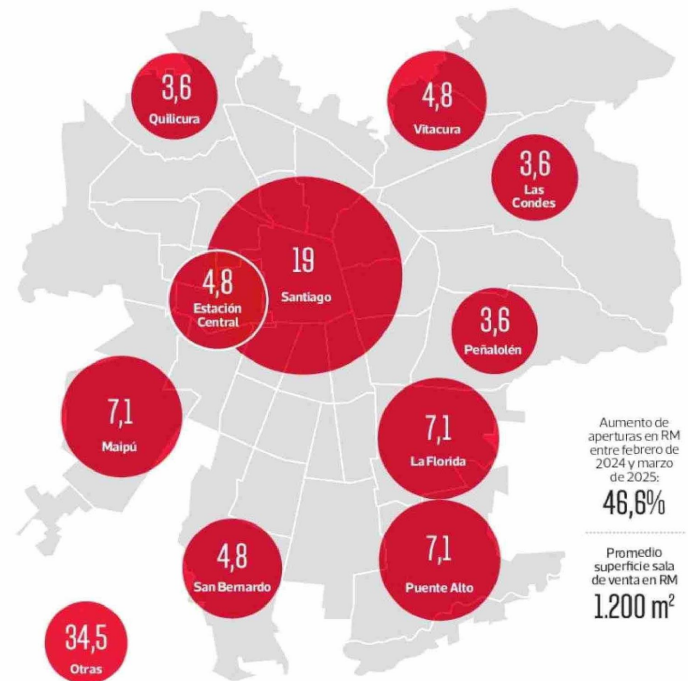 3,6
Quilicura
4,8
Vitacura
3,6
Las
Condes
19
Santiago
4,8
Estación
Central
3,6
Peñalolén
7,1
Maipú
7,1
La Florida
4,8
San Bernardo
7,1
Puente Alto
34,5
Otras
Aumento de
aperturas en RM
entre febrero de
2024 y marzo
de 2025:
46,6%
Promedio
superficie sala
de venta en RM
1.200 m²